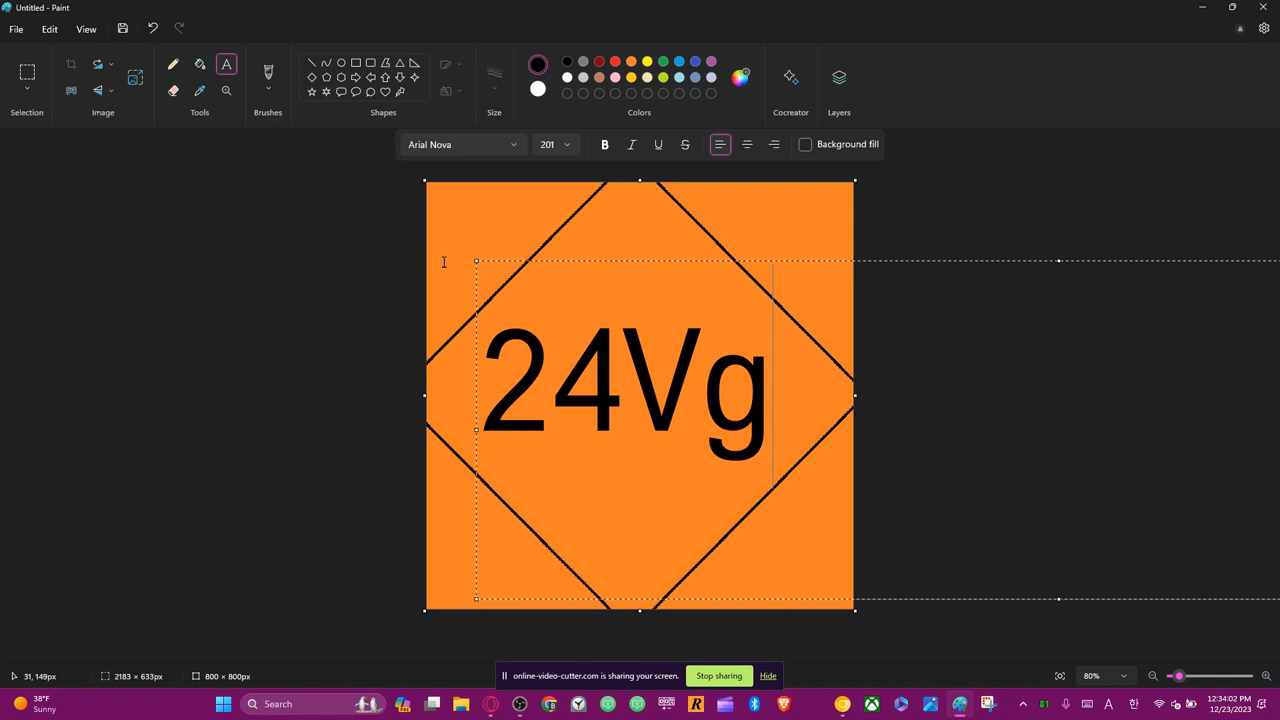 Untitled - Paint
File
Edit
View
Selection
Image
Tools
Brushes
Shapes
Size
Colors
Cocreator
Layers
Arial Nova
201
B
I
U
S
Background fill
24Vg
31, 149px
2183 × 633px
800 × 800px
online-video-cutter.com is sharing your screen.
Stop sharing
Hide
80%
38°F
Sunny
Search
81
A
12:34:02 PM
12/23/2023